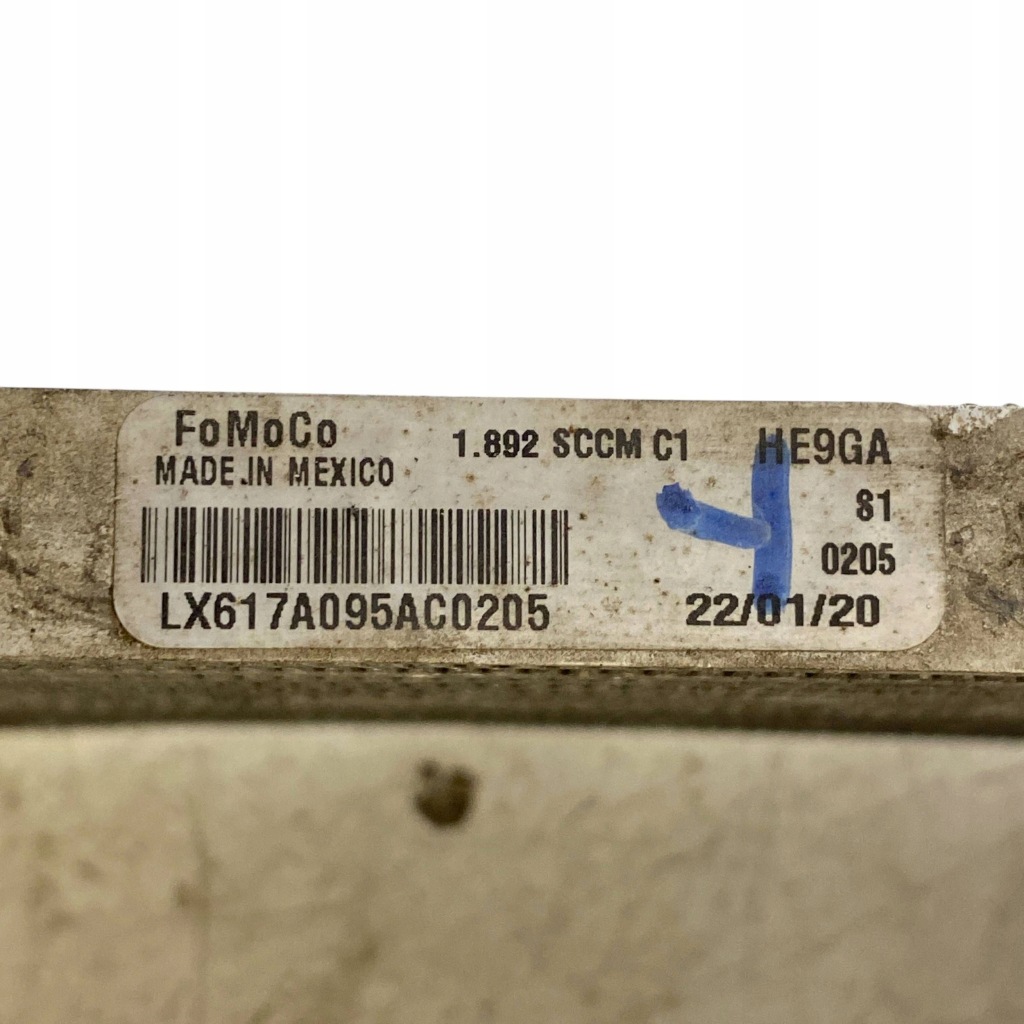 FoMoCo 1.892 SCCM C1 HE9GA
MADE IN MEXICO
81
0205
LX617A095AC0205 22/01/20